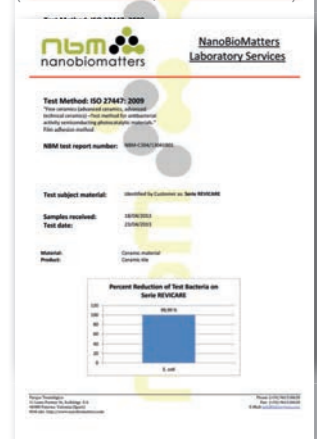 nbm
nanobiomatters
NanoBioMatters
Laboratory Services
Test Method: ISO 27447: 2009
"Fine ceramics (advanced ceramics, advanced
technical ceramics) –Test method for antibacterial
activity semiconducting photocatalytic materials."
Film adhesion method.
NBM test report number:
Test subject material: Identified by Customer as: Serie REVICARE
Samples received: 18/04/2013
Test date: 23/04/2013
Material: Ceramic material
Product: Ceramic tile
Percent Reduction of Test Bacteria on
Serie REVICARE
120
100
80
60
40
20
0
99,99 %
E. coli